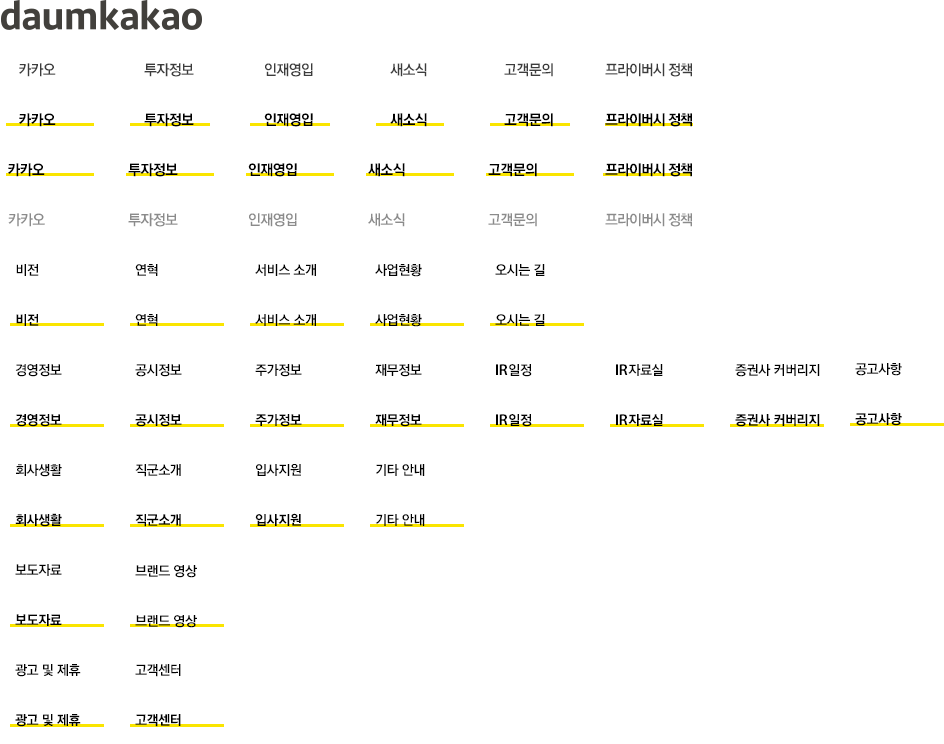 daumkakao
카카오 투자정보 인재영입 새소식 고객문의 프라이버시 정책
카카오 투자정보 인재영입 새소식 고객문의 프라이버시 정책
카카오 투자정보 인재영입 새소식 고객문의 프라이버시 정책
카카오 투자정보 인재영입 새소식 고객문의 프라이버시 정책
비전 연혁 서비스 소개 사업현황 오시는 길
비전 연혁 서비스 소개 사업현황 오시는 길
경영정보 공시정보 주가정보 재무정보 IR일정 IR자료실 증권사 커버리지 공고사항
경영정보 공시정보 주가정보 재무정보 IR일정 IR자료실 증권사 커버리지 공고사항
회사생활 직군소개 입사지원 기타 안내
회사생활 직군소개 입사지원 기타 안내
보도자료 브랜드 영상
보도자료 브랜드 영상
광고 및 제휴 고객센터
광고 및 제휴 고객센터